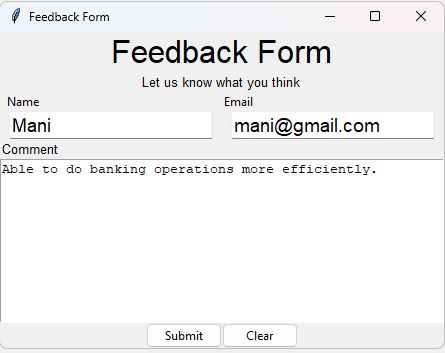 Feedback Form
Feedback Form
Let us know what you think
Name Email
Mani mani@gmail.com
Comment
Able to do banking operations more efficiently.
Submit Clear